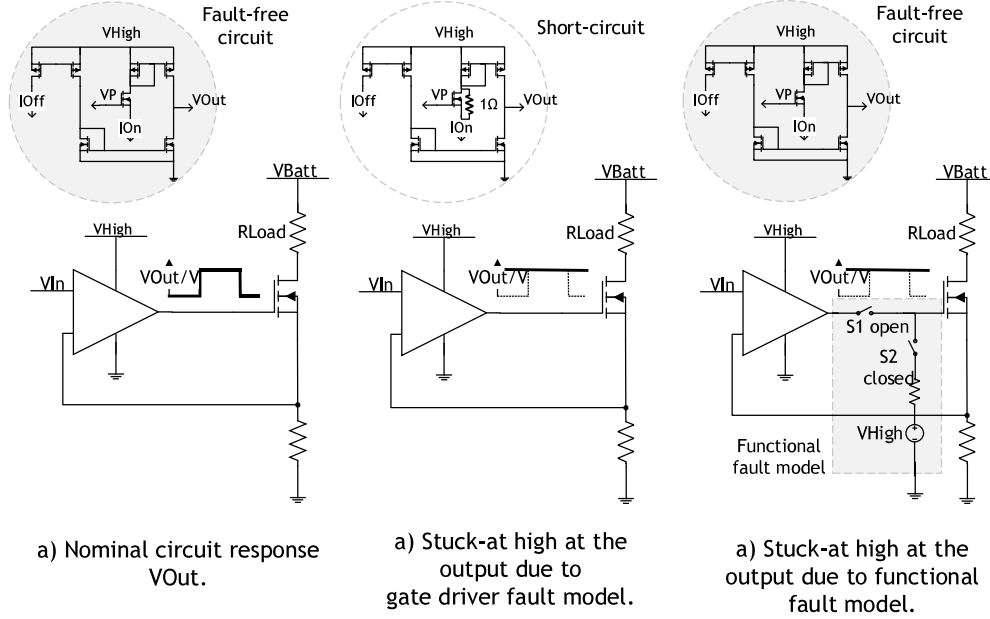 Fault-free
circuit
VHigh
VP
IOff
IOn
VOut
VBatt
RLoad
VHigh
VOut/V
VIn
a) Nominal circuit response
VOut.
Short-circuit
VHigh
VP
1Ω
IOff
IOn
VOut
VBatt
RLoad
VHigh
VOut/V
VIn
a) Stuck-at high at the
output due to
gate driver fault model.
Fault-free
circuit
VHigh
VP
IOff
IOn
VOut
VBatt
RLoad
VHigh
VOut/V
VIn
S1 open
S2
closed
VHigh
Functional
fault model
a) Stuck-at high at the
output due to functional
fault model.